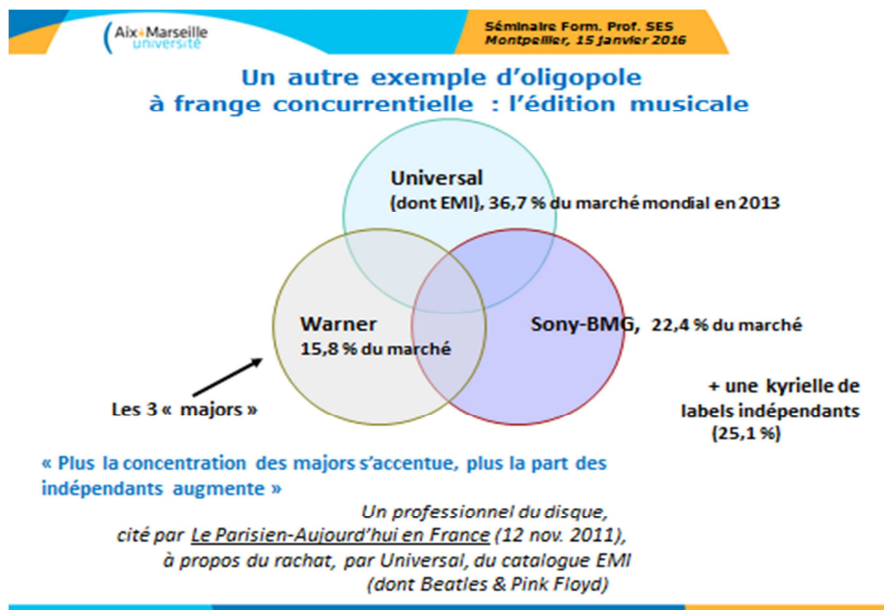 Aix*Marseille
université
Séminaire Form. Prof. SES
Montpellier, 15 janvier 2016
Un autre exemple d'oligopole
à frange concurrentielle : l'édition musicale
Universal
(dont EMI), 36,7 % du marché mondial en 2013
Warner
15,8 % du marché
Sony-BMG, 22,4 % du marché
Les 3 « majors »
+ une kyrielle de
labels indépendants
(25,1 %)
« Plus la concentration des majors s'accentue, plus la part des
indépendants augmente »
Un professionnel du disque,
cité par Le Parisien-Aujourd'hui en France (12 nov. 2011),
à propos du rachat, par Universal, du catalogue EMI
(dont Beatles & Pink Floyd)